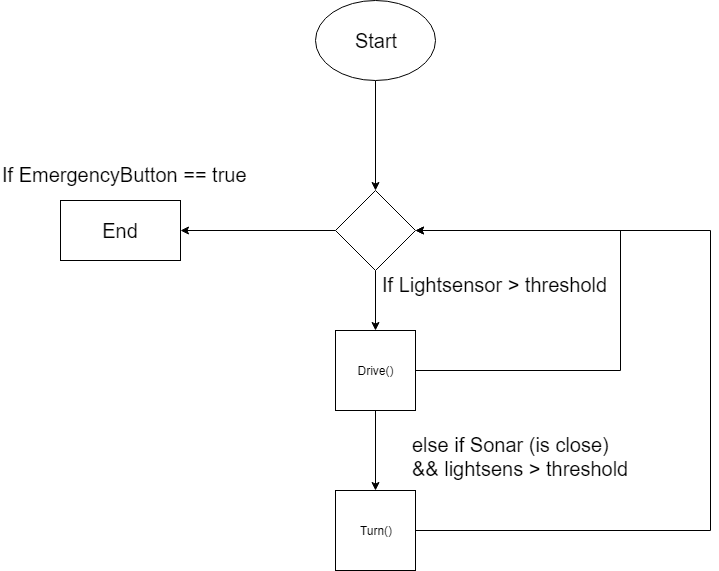 Start
If EmergencyButton == true
End
If Lightsensor > threshold
Drive()
else if Sonar (is close)
&& lightsens > threshold
Turn()